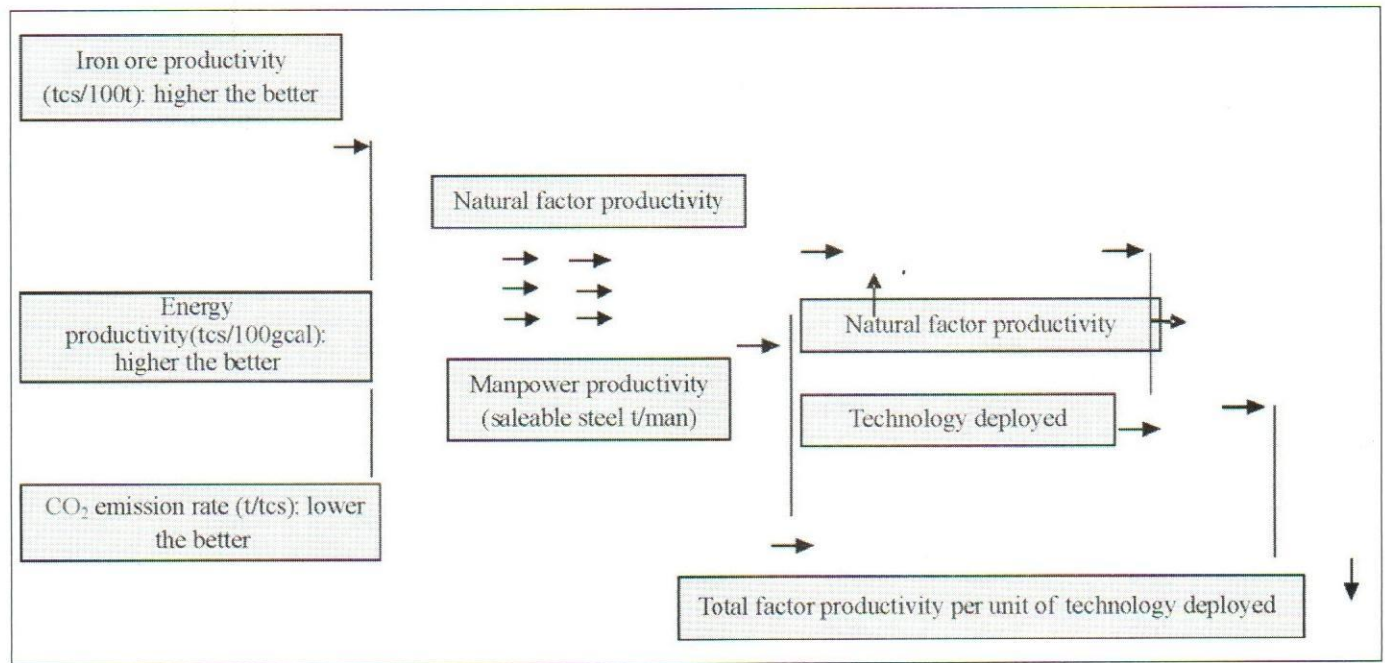 Iron ore productivity
(tcs/100t): higher the better
Natural factor productivity
Energy
productivity(tcs/100gcal):
higher the better
Natural factor productivity
Manpower productivity
(saleable steel t/man)
Technology deployed
CO₂ emission rate (t/tcs): lower
the better
Total factor productivity per unit of technology deployed